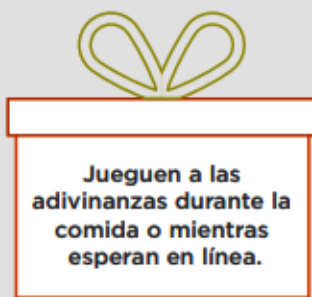 Jueguen a las
adivinanzas durante la
comida o mientras
esperan en línea.